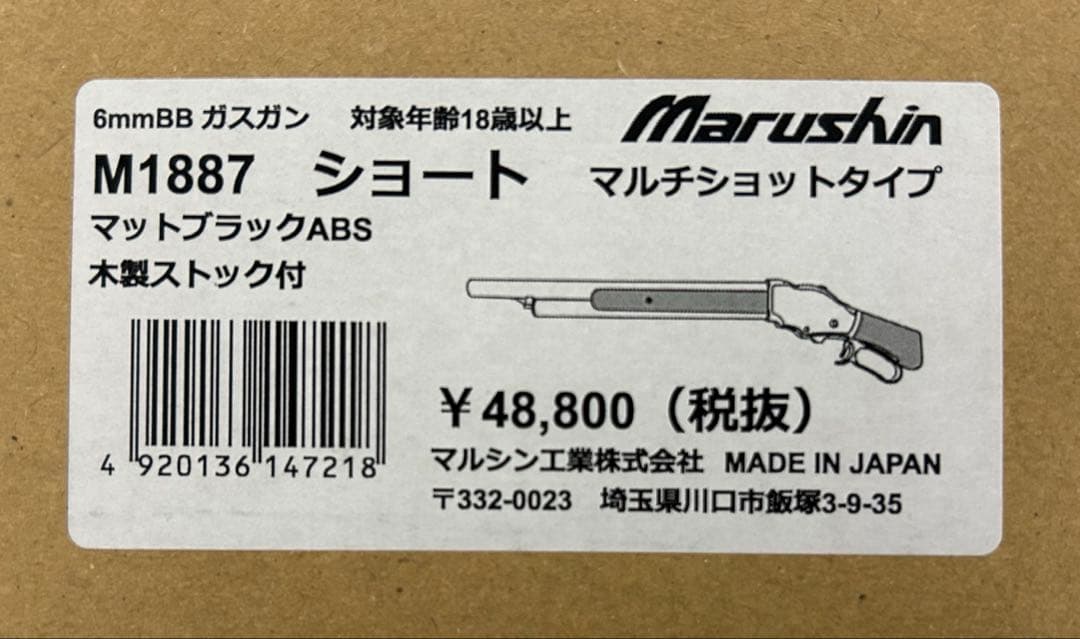 6mmBB ガスガン 対象年齢18歳以上 Marushin
M1887 ショート マルチショットタイプ
マットブラックABS
木製ストック付
4 920136 147218
¥48,800（税抜）
マルシン工業株式会社 MADE IN JAPAN
〒332-0023 埼玉県川口市飯塚3-9-35